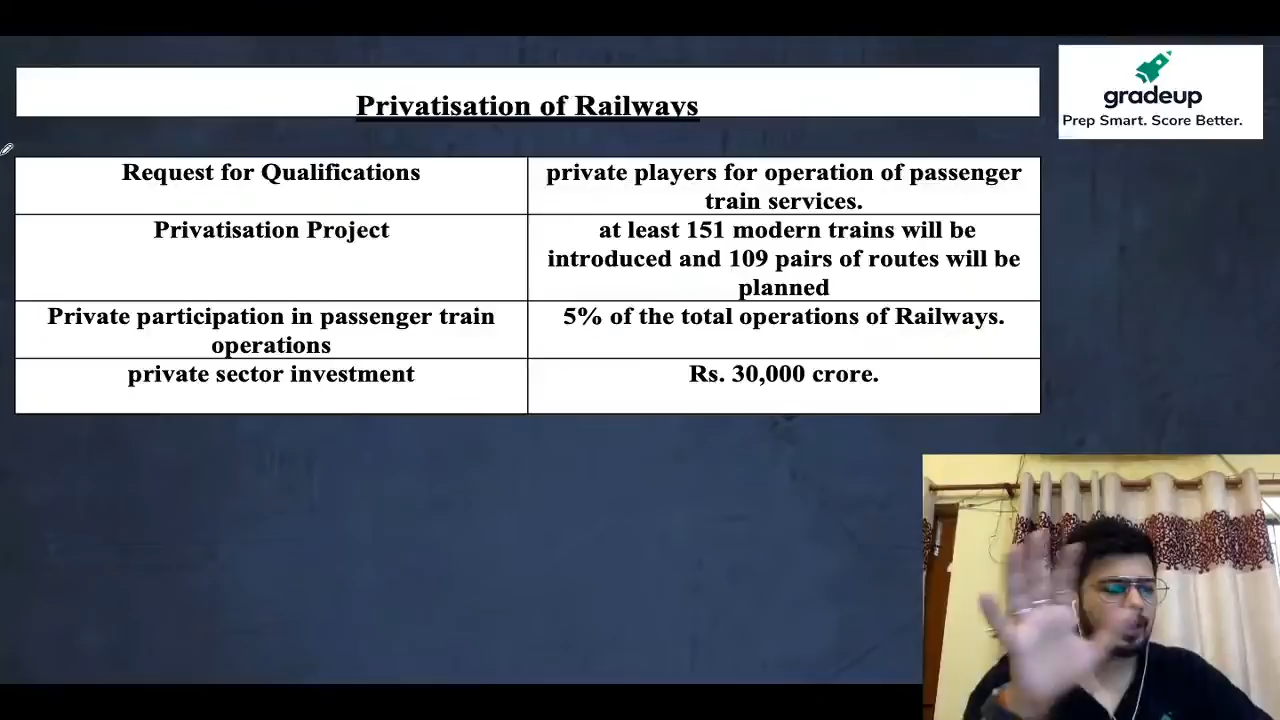 Privatisation of Railways
gradeup
Prep Smart. Score Better.
Request for Qualifications
private players for operation of passenger
train services.
Privatisation Project
at least 151 modern trains will be
introduced and 109 pairs of routes will be
planned
Private participation in passenger train
operations
5% of the total operations of Railways.
private sector investment
Rs. 30,000 crore.